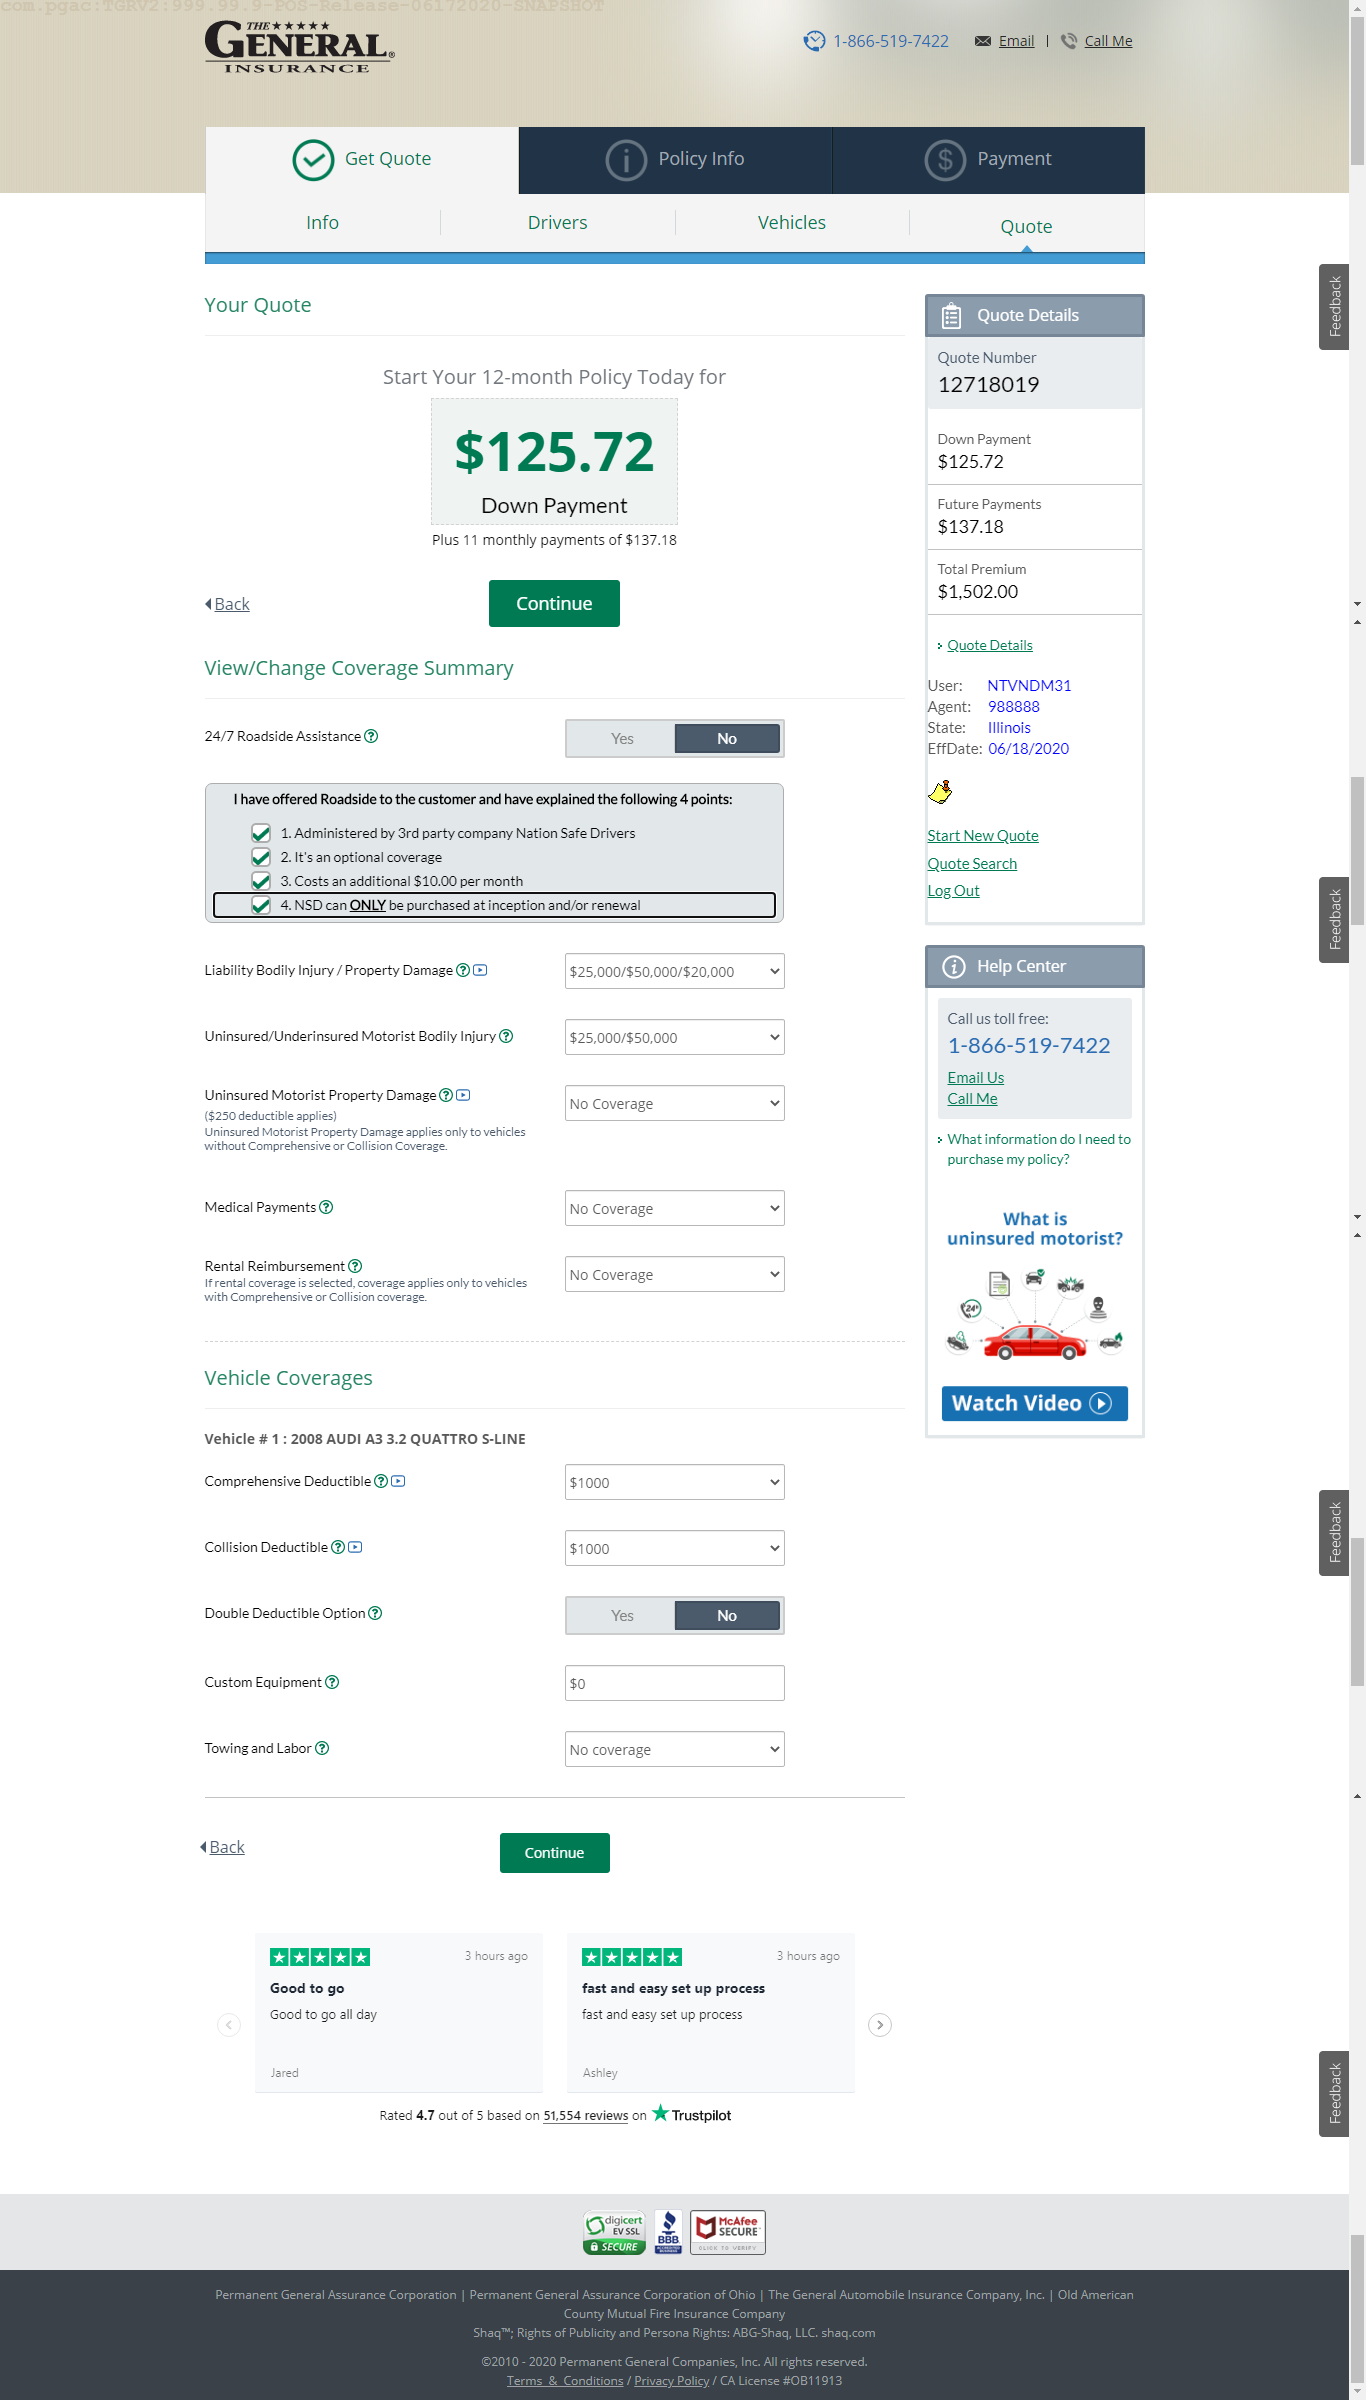 com.pgac:TGRV2:999.99.9-POS-Release-06172020-SNAPSHOT
THE
GENERAL®
INSURANCE
1-866-519-7422 Email | Call Me
Get Quote Policy Info Payment
Info Drivers Vehicles Quote
Feedback
Your Quote
Start Your 12-month Policy Today for
$125.72
Down Payment
Plus 11 monthly payments of $137.18
Back Continue
View/Change Coverage Summary
24/7 Roadside Assistance Yes No
I have offered Roadside to the customer and have explained the following 4 points:
1. Administered by 3rd party company Nation Safe Drivers
2. It's an optional coverage
3. Costs an additional $10.00 per month
4. NSD can ONLY be purchased at inception and/or renewal
Liability Bodily Injury / Property Damage $25,000/$50,000/$20,000
Uninsured/Underinsured Motorist Bodily Injury $25,000/$50,000
Uninsured Motorist Property Damage No Coverage
($250 deductible applies)
Uninsured Motorist Property Damage applies only to vehicles
without Comprehensive or Collision Coverage.
Medical Payments No Coverage
Rental Reimbursement No Coverage
If rental coverage is selected, coverage applies only to vehicles
with Comprehensive or Collision coverage.
Vehicle Coverages
Vehicle # 1 : 2008 AUDI A3 3.2 QUATTRO S-LINE
Comprehensive Deductible $1000
Collision Deductible $1000
Double Deductible Option Yes No
Custom Equipment $0
Towing and Labor No coverage
Back Continue
Quote Details
Quote Number
12718019
Down Payment
$125.72
Future Payments
$137.18
Total Premium
$1,502.00
Quote Details
User: NTVNDM31
Agent: 988888
State: Illinois
EffDate: 06/18/2020
Start New Quote
Quote Search
Log Out
Feedback
Help Center
Call us toll free:
1-866-519-7422
Email Us
Call Me
What information do I need to
purchase my policy?
What is
uninsured motorist?
24h
Watch Video
Feedback
3 hours ago
Good to go
Good to go all day
Jared
3 hours ago
fast and easy set up process
fast and easy set up process
Ashley
Rated 4.7 out of 5 based on 51,554 reviews on Trustpilot
Feedback
digicert
EV SSL
SECURE
BBB
ACCREDITED
BUSINESS
McAfee
SECURE
CLICK TO VERIFY
Permanent General Assurance Corporation | Permanent General Assurance Corporation of Ohio | The General Automobile Insurance Company, Inc. | Old American
County Mutual Fire Insurance Company
Shaq™; Rights of Publicity and Persona Rights: ABG-Shaq, LLC. shaq.com
©2010 - 2020 Permanent General Companies, Inc. All rights reserved.
Terms & Conditions / Privacy Policy / CA License #OB11913